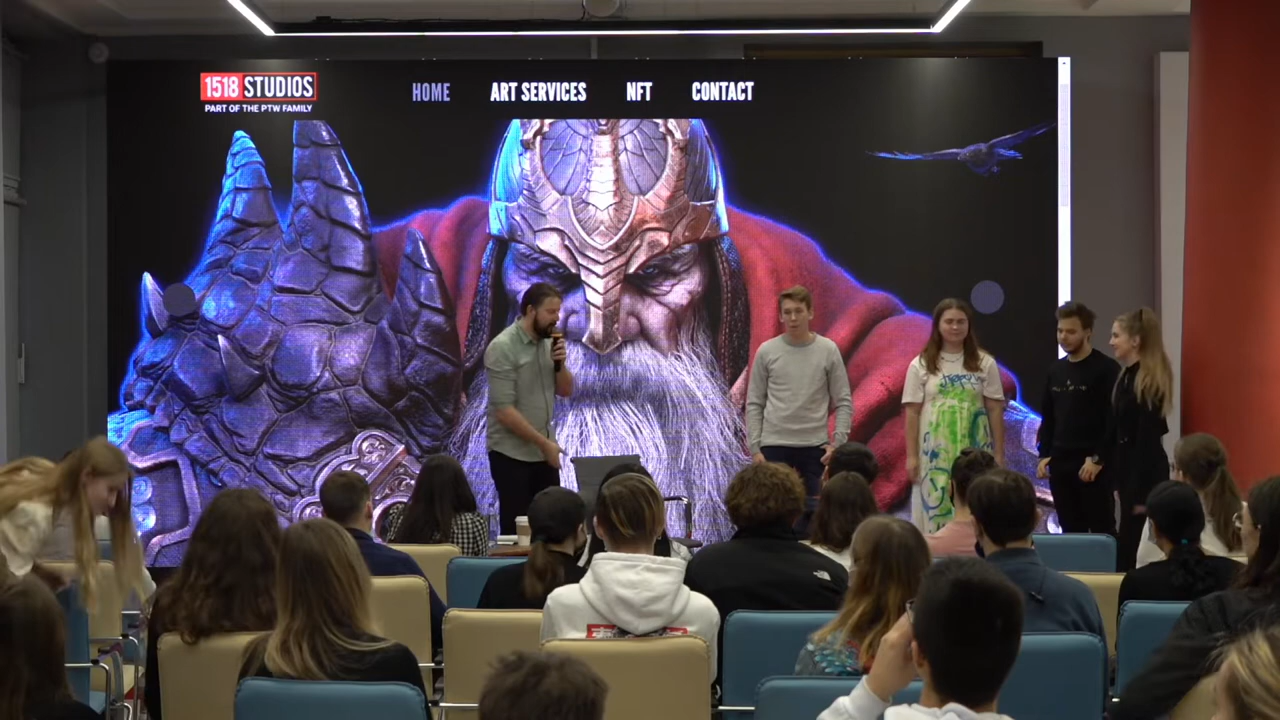 1518 STUDIOS
PART OF THE PTW FAMILY
HOME ART SERVICES NFT CONTACT